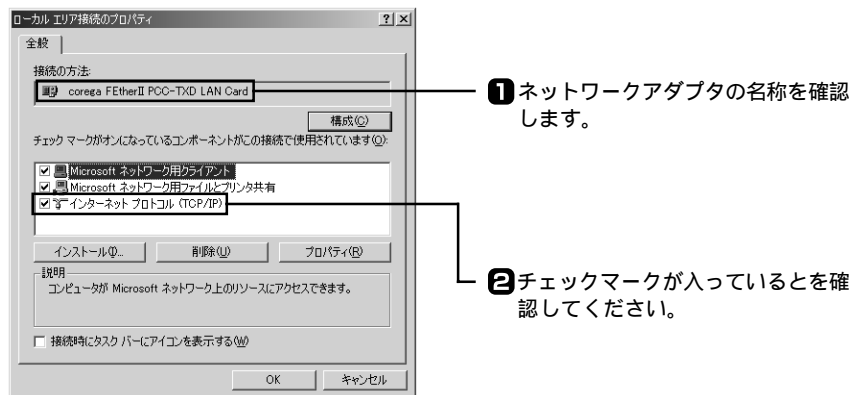 ローカル エリア接続のプロパティ
全般
接続の方法:
corega FEtherII PCC-TXD LAN Card
構成(C)
チェック マークがオンになっているコンポーネントがこの接続で使用されています(O):
Microsoft ネットワーク用クライアント
Microsoft ネットワーク用ファイルとプリンタ共有
インターネット プロトコル (TCP/IP)
インストール(I)...
削除(U)
プロパティ(R)
説明
コンピュータが Microsoft ネットワーク上のリソースにアクセスできます。
接続時にタスク バーにアイコンを表示する(W)
OK
キャンセル
1 ネットワークアダプタの名称を確認
します。
2 チェックマークが入っているとを確
認してください。